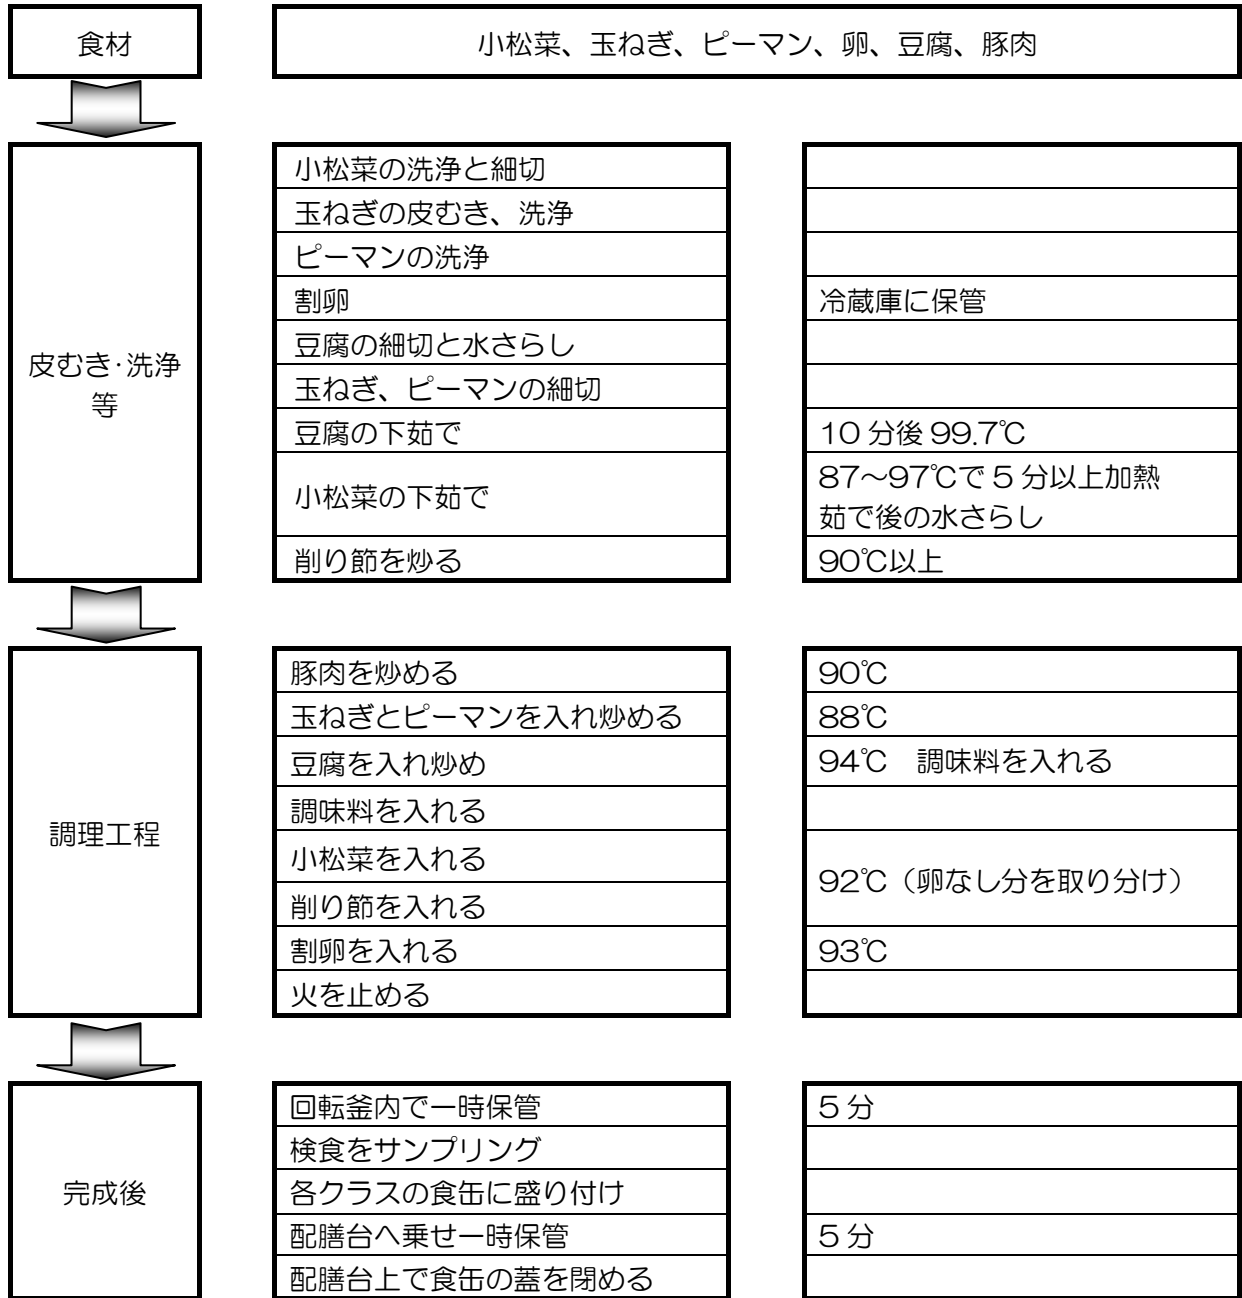 食材
小松菜、玉ねぎ、ピーマン、卵、豆腐、豚肉
皮むき・洗浄
等
小松菜の洗浄と細切
玉ねぎの皮むき、洗浄
ピーマンの洗浄
割卵
冷蔵庫に保管
豆腐の細切と水さらし
玉ねぎ、ピーマンの細切
豆腐の下茹で
10 分後 99.7℃
小松菜の下茹で
87～97℃で 5 分以上加熱
茹で後の水さらし
削り節を炒る
90℃以上
調理工程
豚肉を炒める
90℃
玉ねぎとピーマンを入れ炒める
88℃
豆腐を入れ炒め
94℃　調味料を入れる
調味料を入れる
小松菜を入れる
削り節を入れる
92℃（卵なし分を取り分け）
割卵を入れる
93℃
火を止める
完成後
回転釜内で一時保管
5 分
検食をサンプリング
各クラスの食缶に盛り付け
配膳台へ乗せ一時保管
5 分
配膳台上で食缶の蓋を閉める